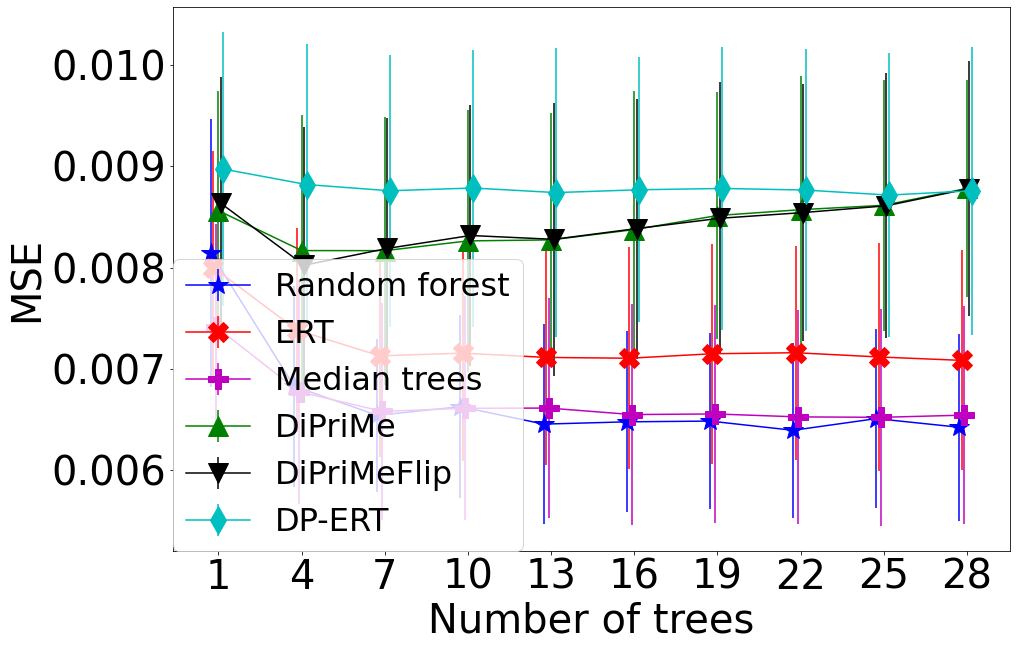 0.010
0.009
0.008
0.007
0.006
MSE
Random forest
ERT
Median trees
DiPriMe
DiPriMeFlip
DP-ERT
1 4 7 10 13 16 19 22 25 28
Number of trees